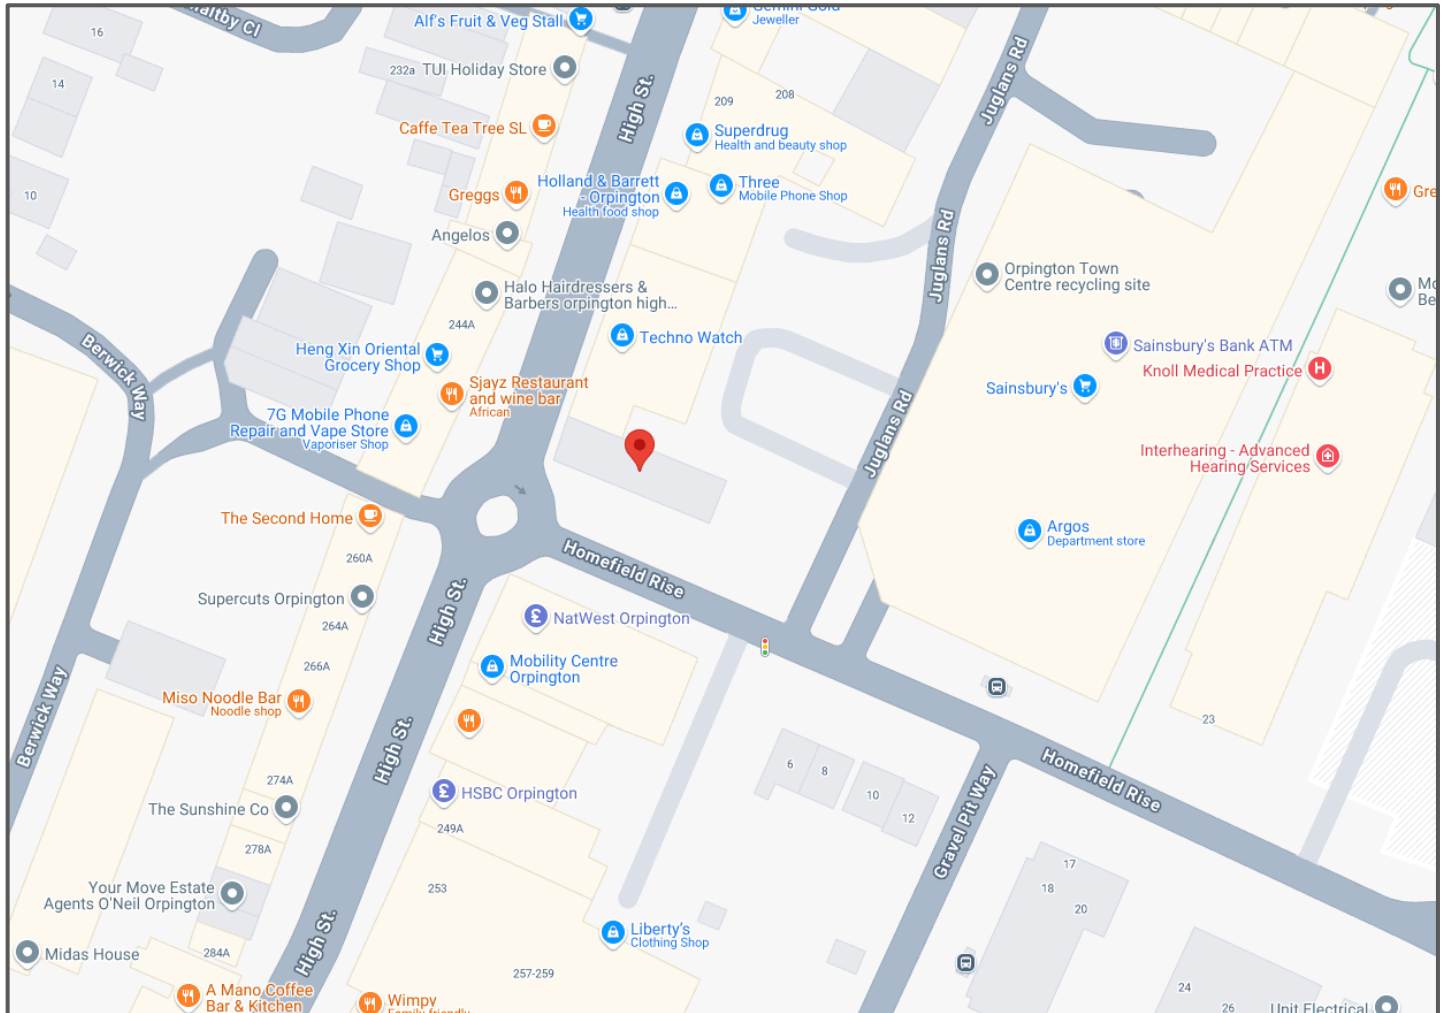 Maltby Cl
Alf's Fruit & Veg Stall
Gemini Gold
Jeweller
16
14
10
232a
TUI Holiday Store
High St.
209
208
Juglans Rd
Caffe Tea Tree SL
Superdrug
Health and beauty shop
Greggs
Holland & Barrett
- Orpington
Health food shop
Three
Mobile Phone Shop
Gre
Angelos
Juglans Rd
Orpington Town
Centre recycling site
Mo
Be
Halo Hairdressers &
Barbers orpington high...
244A
Techno Watch
Heng Xin Oriental
Grocery Shop
Berwick Way
Sainsbury's Bank ATM
Knoll Medical Practice
Sainsbury's
Sjayz Restaurant
and wine bar
African
7G Mobile Phone
Repair and Vape Store
Vaporiser Shop
Juglans Rd
Interhearing - Advanced
Hearing Services
The Second Home
Argos
Department store
260A
Homefield Rise
Supercuts Orpington
264A
High St.
NatWest Orpington
266A
Mobility Centre
Orpington
Miso Noodle Bar
Noodle shop
Berwick Way
High St.
23
6
8
10
12
Homefield Rise
274A
The Sunshine Co
HSBC Orpington
249A
278A
Gravel Pit Way
17
18
20
253
Your Move Estate
Agents O'Neil Orpington
Liberty's
Clothing Shop
High St.
Midas House
284A
257-259
A Mano Coffee
Bar & Kitchen
Wimpy
Family friendly
24
26
Unit Electrical